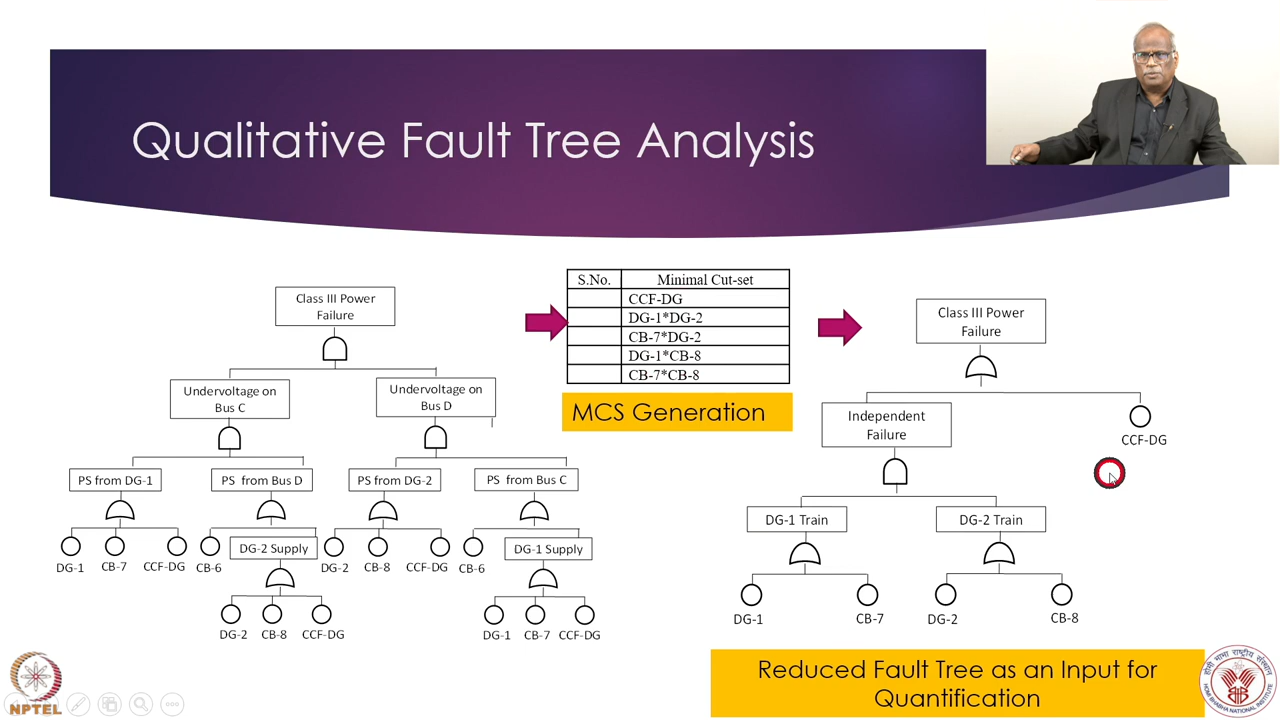 Qualitative Fault Tree Analysis
Class III Power
Failure
Undervoltage on
Bus C
Undervoltage on
Bus D
PS from DG-1
PS from Bus D
PS from DG-2
PS from Bus C
DG-1
CB-7
CCF-DG
CB-6
DG-2 Supply
DG-2
CB-8
CCF-DG
CB-6
DG-1 Supply
DG-2
CB-8
CCF-DG
DG-1
CB-7
CCF-DG
S.No. Minimal Cut-set
CCF-DG
DG-1*DG-2
CB-7*DG-2
DG-1*CB-8
CB-7*CB-8
MCS Generation
Class III Power
Failure
Independent
Failure
CCF-DG
DG-1 Train
DG-2 Train
DG-1
CB-7
DG-2
CB-8
Reduced Fault Tree as an Input for
Quantification
NPTEL